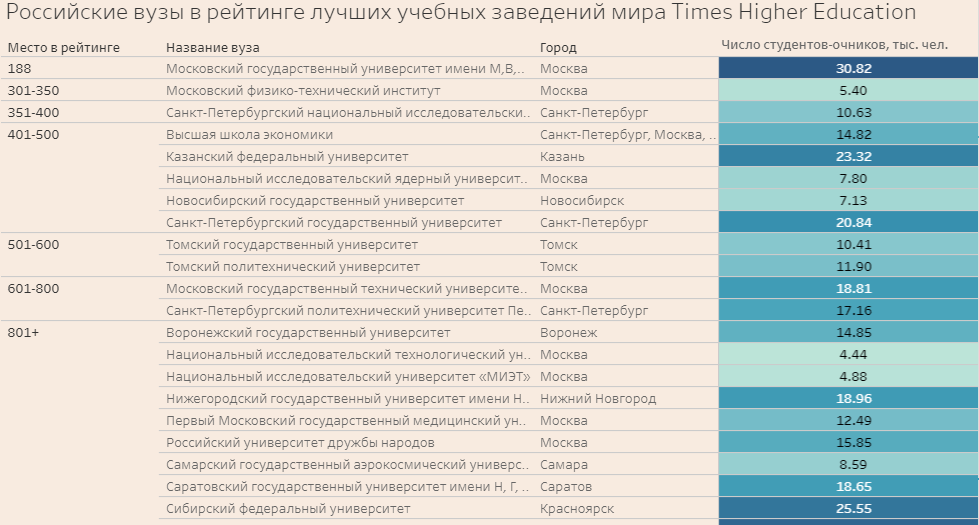 Российские вузы в рейтинге лучших учебных заведений мира Times Higher Education
Место в рейтинге Название вуза Город Число студентов-очников, тыс. чел.
188 Московский государственный университет имени М,В,.. Москва 30.82
301-350 Московский физико-технический институт Москва 5.40
351-400 Санкт-Петербургский национальный исследовательски.. Санкт-Петербург 10.63
401-500 Высшая школа экономики Санкт-Петербург, Москва, .. 14.82
Казанский федеральный университет Казань 23.32
Национальный исследовательский ядерный университ.. Москва 7.80
Новосибирский государственный университет Новосибирск 7.13
Санкт-Петербургский государственный университет Санкт-Петербург 20.84
501-600 Томский государственный университет Томск 10.41
Томский политехнический университет Томск 11.90
601-800 Московский государственный технический университе.. Москва 18.81
Санкт-Петербургский политехнический университет Пе.. Санкт-Петербург 17.16
801+ Воронежский государственный университет Воронеж 14.85
Национальный исследовательский технологический ун.. Москва 4.44
Национальный исследовательский университет «МИЭТ» Москва 4.88
Нижегородский государственный университет имени Н.. Нижний Новгород 18.96
Первый Московский государственный медицинский ун.. Москва 12.49
Российский университет дружбы народов Москва 15.85
Самарский государственный аэрокосмический универс.. Самара 8.59
Саратовский государственный университет имени Н, Г, .. Саратов 18.65
Сибирский федеральный университет Красноярск 25.55